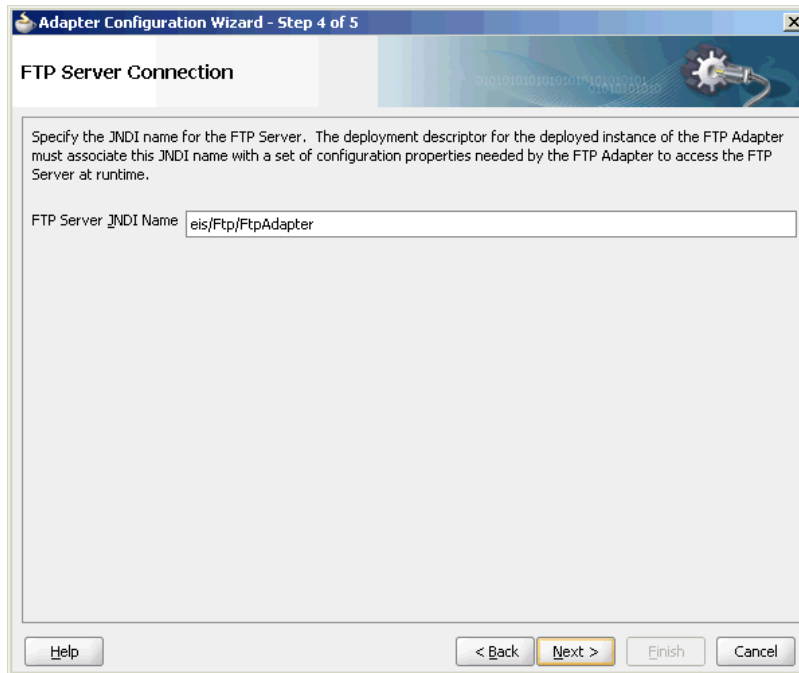 Adapter Configuration Wizard - Step 4 of 5
FTP Server Connection
Specify the JNDI name for the FTP Server.  The deployment descriptor for the deployed instance of the FTP Adapter
must associate this JNDI name with a set of configuration properties needed by the FTP Adapter to access the FTP
Server at runtime.
FTP Server JNDI Name eis/Ftp/FtpAdapter
Help < Back Next > Finish Cancel